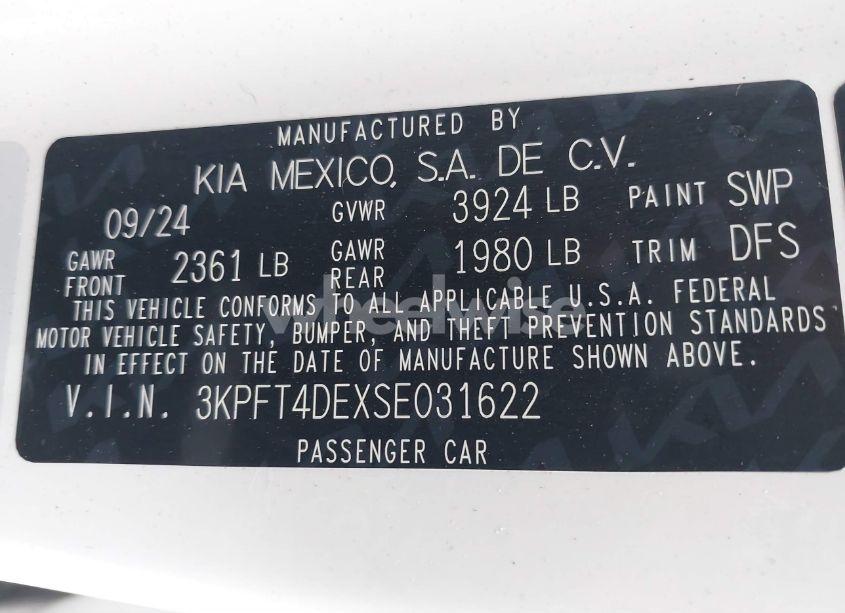 MANUFACTURED BY
KIA MEXICO, S.A. DE C.V.
09/24 GVWR 3924 LB PAINT SWP
GAWR FRONT 2361 LB GAWR REAR 1980 LB TRIM DFS
THIS VEHICLE CONFORMS TO ALL APPLICABLE U.S.A. FEDERAL
MOTOR VEHICLE SAFETY, BUMPER, AND THEFT PREVENTION STANDARDS
IN EFFECT ON THE DATE OF MANUFACTURE SHOWN ABOVE.
V.I.N. 3KPFT4DEXSE031622
PASSENGER CAR
wheelwise